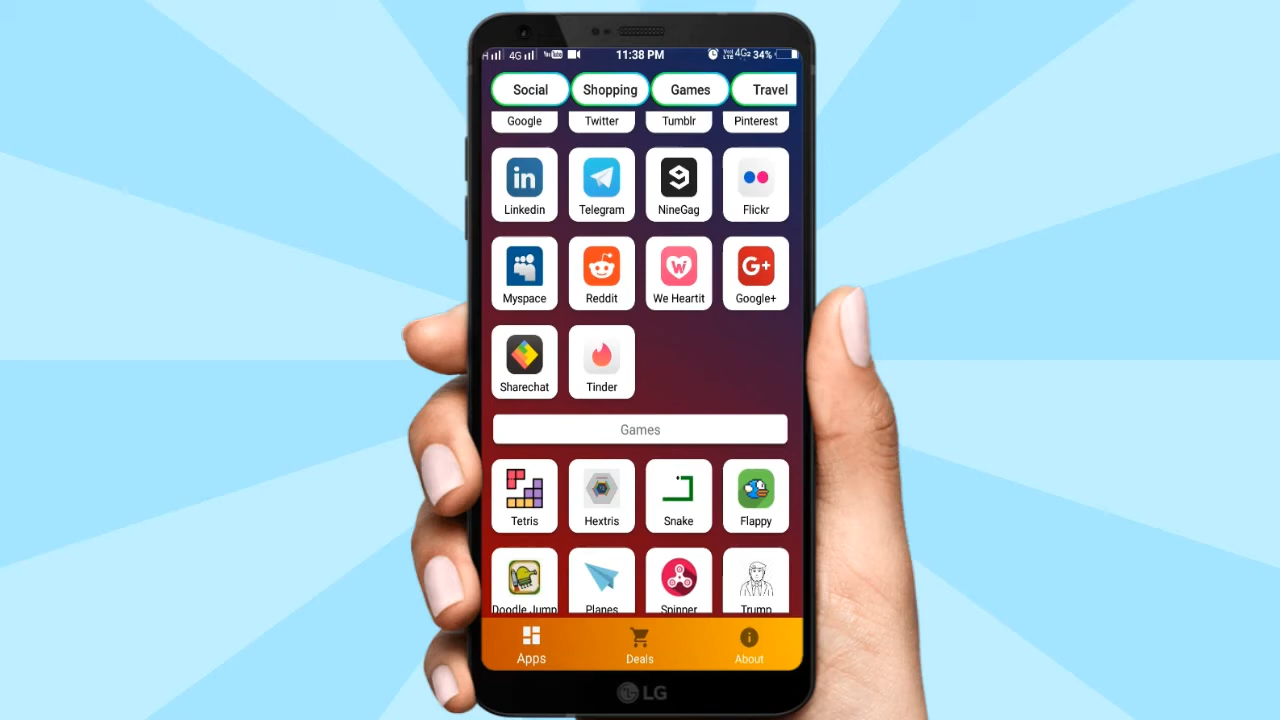 4G
11:38 PM
4G2 34%
Social Shopping Games Travel
Google Twitter Tumblr Pinterest
in
Linkedin Telegram NineGag Flickr
W G+
Myspace Reddit We Heartit Google+
Sharechat Tinder
Games
Tetris Hextris Snake Flappy
Doodle Jump Planes Spinner Trump
Apps Deals About
LG